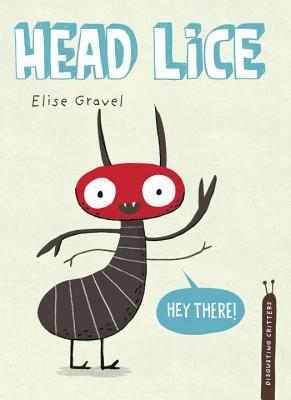 HEAD LICE
Elise Gravel
HEY THERE!
DISGUSTING CRITTERS